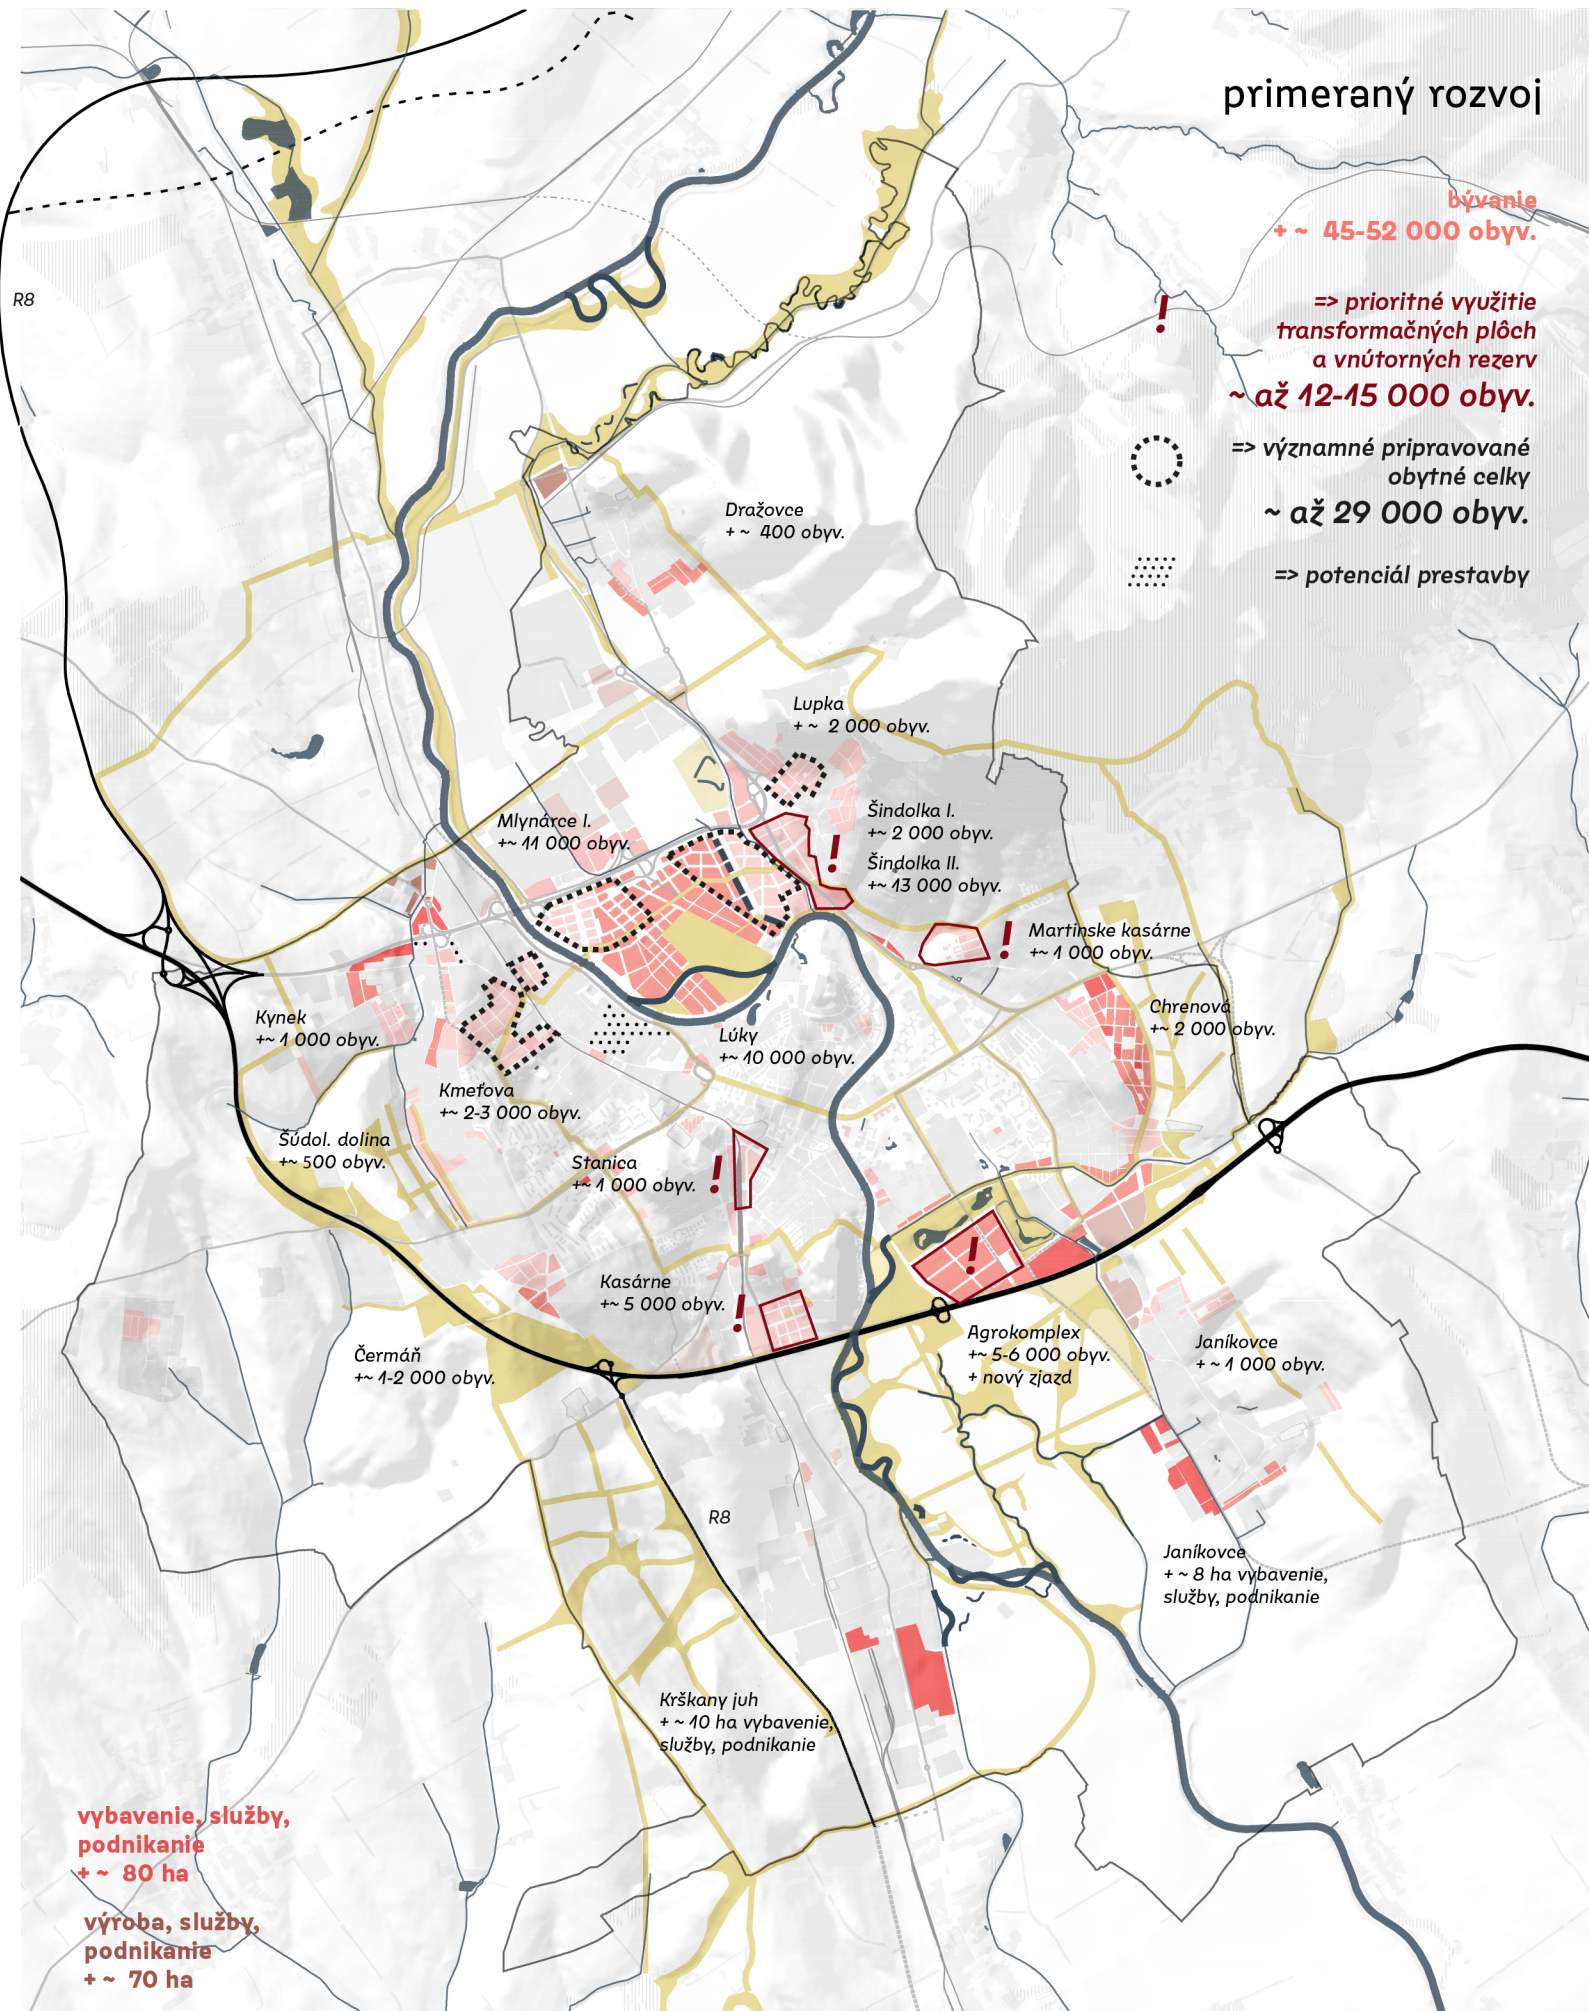 primeraný rozvoj
bývanie
+ ~ 45-52 000 obyv.
R8
!
=> prioritné využitie
transformačných plôch
a vnútorných rezerv
~ až 12-15 000 obyv.
=> významné pripravované
obytné celky
~ až 29 000 obyv.
=> potenciál prestavby
Dražovce
+ ~ 400 obyv.
Lupka
+ ~ 2 000 obyv.
Mlynárce I.
+~ 11 000 obyv.
!
Šindolka I.
+~ 2 000 obyv.
Šindolka II.
+~ 13 000 obyv.
!
Martinske kasárne
+~ 1 000 obyv.
Kynek
+~ 1 000 obyv.
Chrenová
+~ 2 000 obyv.
Lúky
+~ 10 000 obyv.
Kmeťova
+~ 2-3 000 obyv.
Šúdol. dolina
+~ 500 obyv.
Stanica
+~ 1 000 obyv.
!
!
Kasárne
+~ 5 000 obyv.
!
Čermáň
+~ 1-2 000 obyv.
Agrokomplex
+~ 5-6 000 obyv.
+ nový zjazd
Janíkovce
+ ~ 1 000 obyv.
R8
Janíkovce
+ ~ 8 ha vybavenie,
služby, podnikanie
Krškany juh
+ ~ 10 ha vybavenie,
služby, podnikanie
vybavenie, služby,
podnikanie
+ ~ 80 ha
výroba, služby,
podnikanie
+ ~ 70 ha